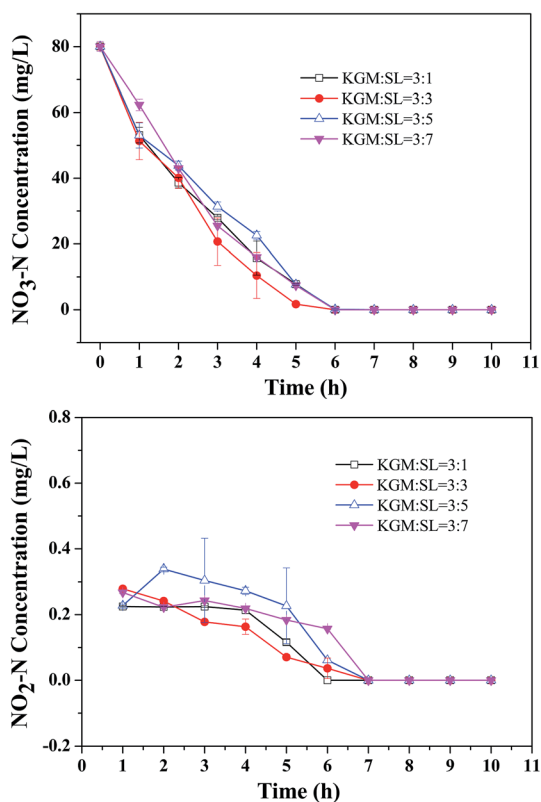 80
60
40
20
0
NO3-N Concentration (mg/L)
KGM:SL=3:1
KGM:SL=3:3
KGM:SL=3:5
KGM:SL=3:7
0 1 2 3 4 5 6 7 8 9 10 11
Time (h)
0.8
0.6
0.4
0.2
0.0
-0.2
NO2-N Concentration (mg/L)
KGM:SL=3:1
KGM:SL=3:3
KGM:SL=3:5
KGM:SL=3:7
1 2 3 4 5 6 7 8 9 10 11
Time (h)